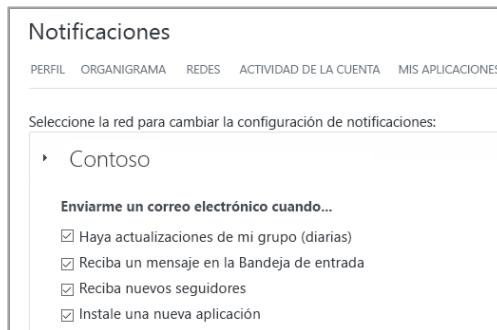 Notificaciones
PERFIL ORGANIGRAMA REDES ACTIVIDAD DE LA CUENTA MIS APLICACIONES
Seleccione la red para cambiar la configuración de notificaciones:
Contoso
Enviarme un correo electrónico cuando...
Haya actualizaciones de mi grupo (diarias)
Reciba un mensaje en la Bandeja de entrada
Reciba nuevos seguidores
Instale una nueva aplicación